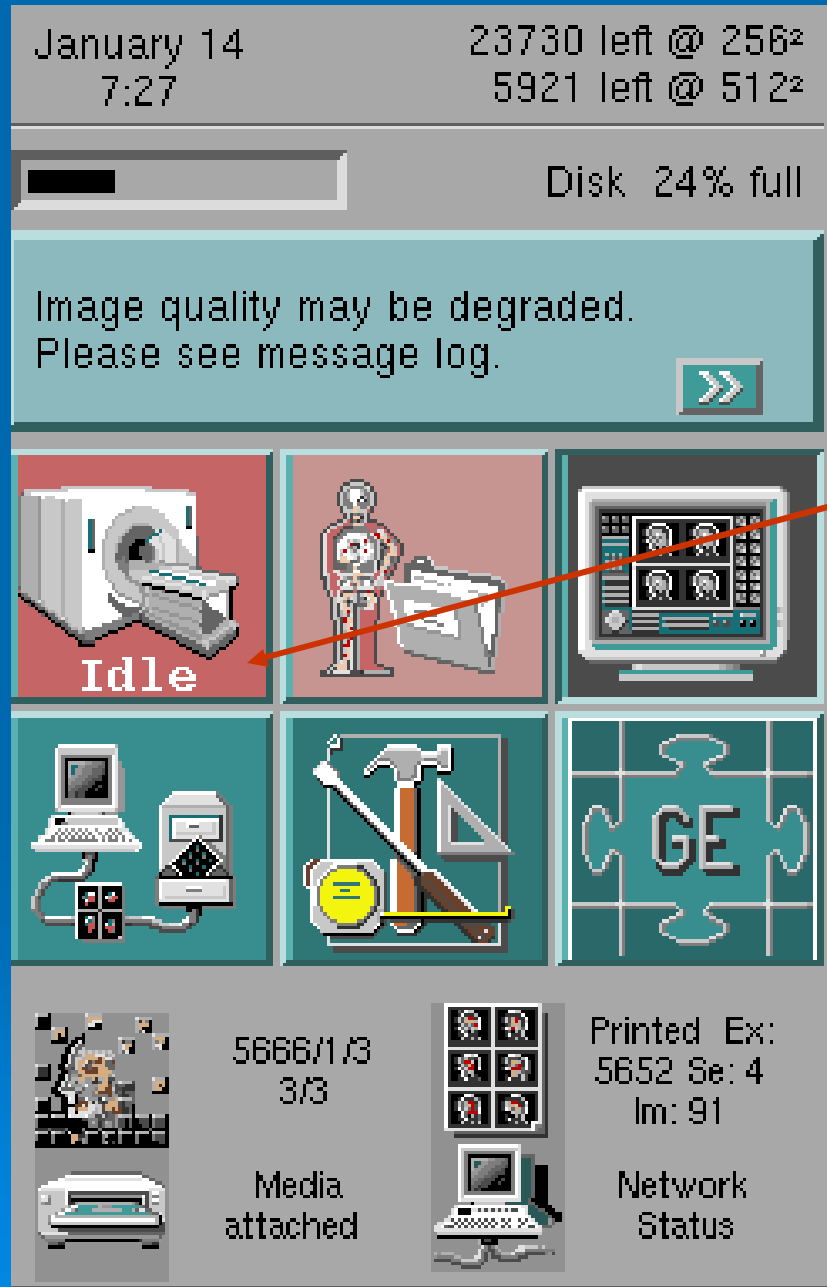 January 14
7:27
23730 left @ 256²
5921 left @ 512²
Disk 24% full
Image quality may be degraded.
Please see message log.
>>
Idle
GE
5666/1/3
3/3
Printed Ex:
5652 Se: 4
Im: 91
Media
attached
Network
Status